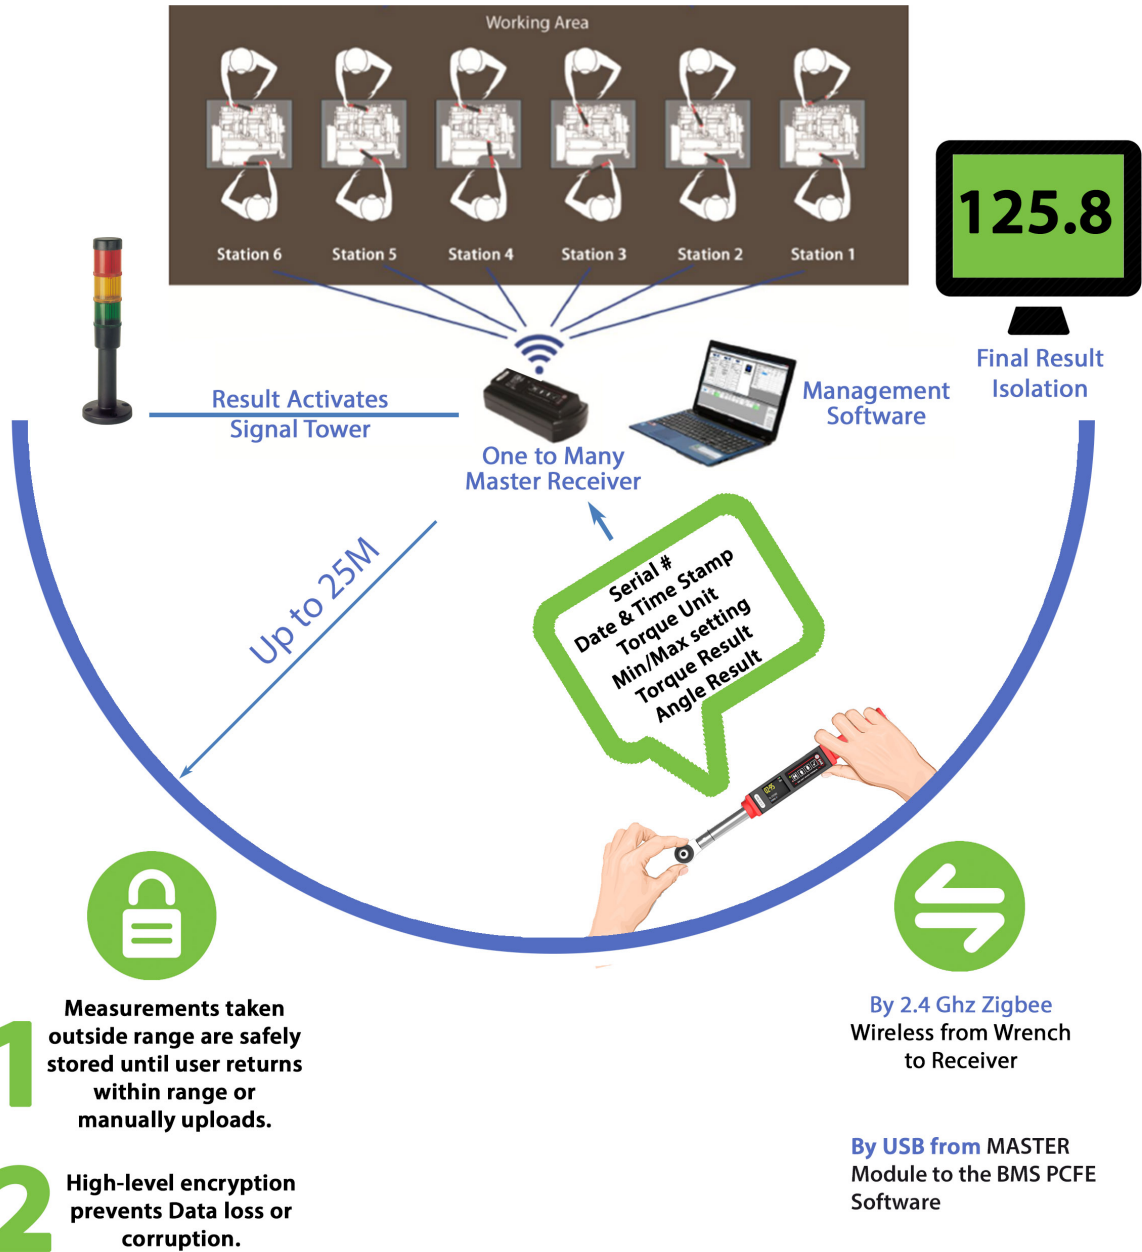 Working Area
Station 6
Station 5
Station 4
Station 3
Station 2
Station 1
125.8
Final Result
Isolation
Result Activates
Signal Tower
Management
Software
One to Many
Master Receiver
Up to 25M
Serial #
Date & Time Stamp
Torque Unit
Min/Max setting
Torque Result
Angle Result
1
Measurements taken
outside range are safely
stored until user returns
within range or
manually uploads.
2
High-level encryption
prevents Data loss or
corruption.
By 2.4 Ghz Zigbee
Wireless from Wrench
to Receiver
By USB from MASTER
Module to the BMS PCFE
Software